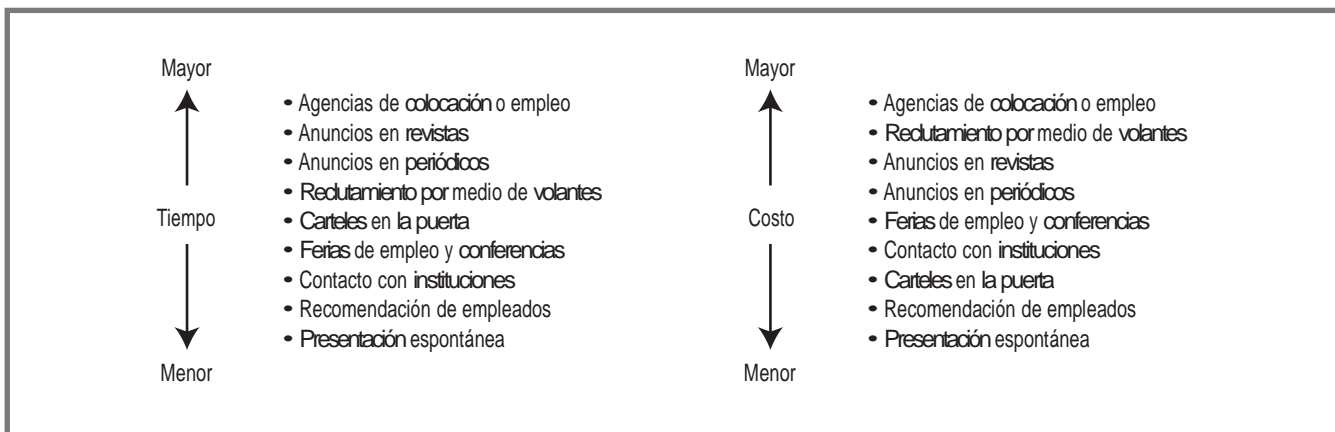 Mayor
• Agencias de colocación o empleo
• Anuncios en revistas
• Anuncios en periódicos
• Reclutamiento por medio de volantes
Tiempo
• Carteles en la puerta
• Ferias de empleo y conferencias
• Contacto con instituciones
• Recomendación de empleados
• Presentación espontánea
Menor
Mayor
• Agencias de colocación o empleo
• Reclutamiento por medio de volantes
• Anuncios en revistas
• Anuncios en periódicos
Costo
• Ferias de empleo y conferencias
• Contacto con instituciones
• Carteles en la puerta
• Recomendación de empleados
• Presentación espontánea
Menor